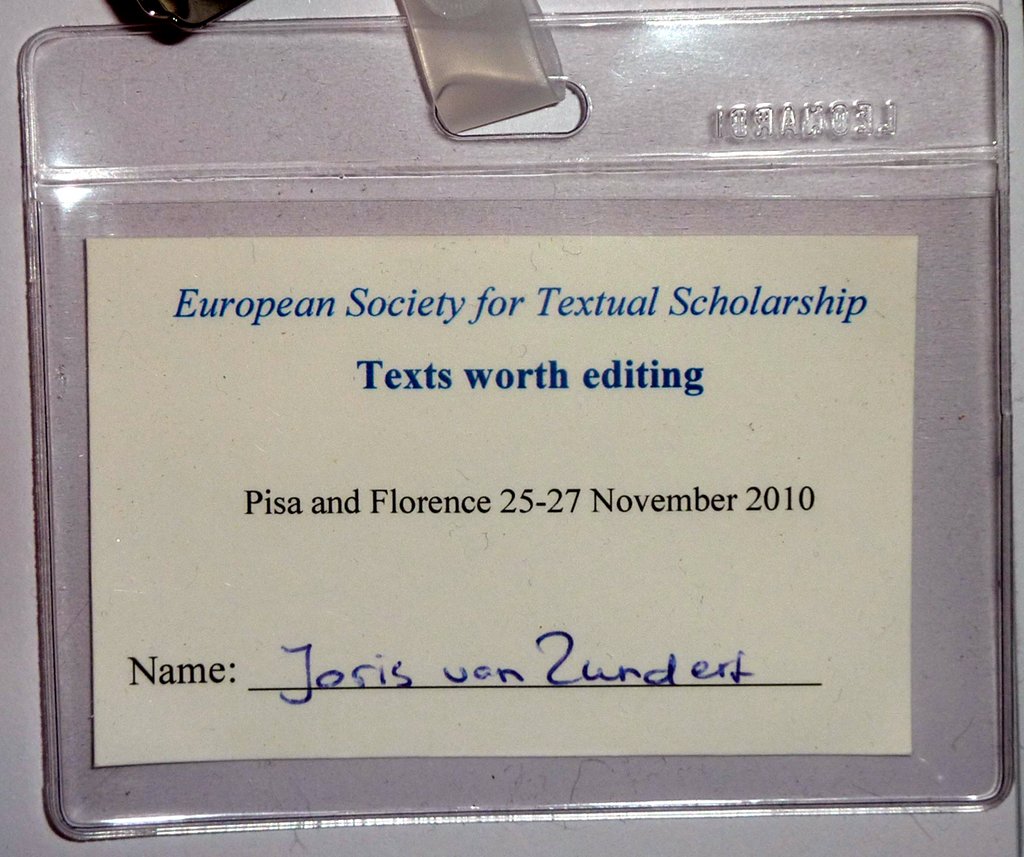 LEONARDI
European Society for Textual Scholarship
Texts worth editing
Pisa and Florence 25-27 November 2010
Name: Joris van Zundert